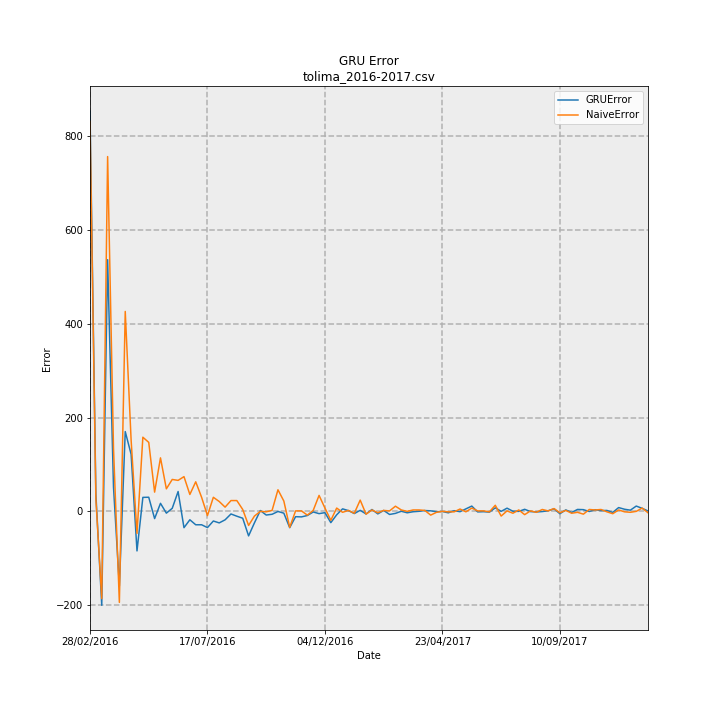 GRU Error
tolima_2016-2017.csv
GRUError
NaiveError
800
600
400
200
0
−200
Error
28/02/2016
17/07/2016
04/12/2016
23/04/2017
10/09/2017
Date